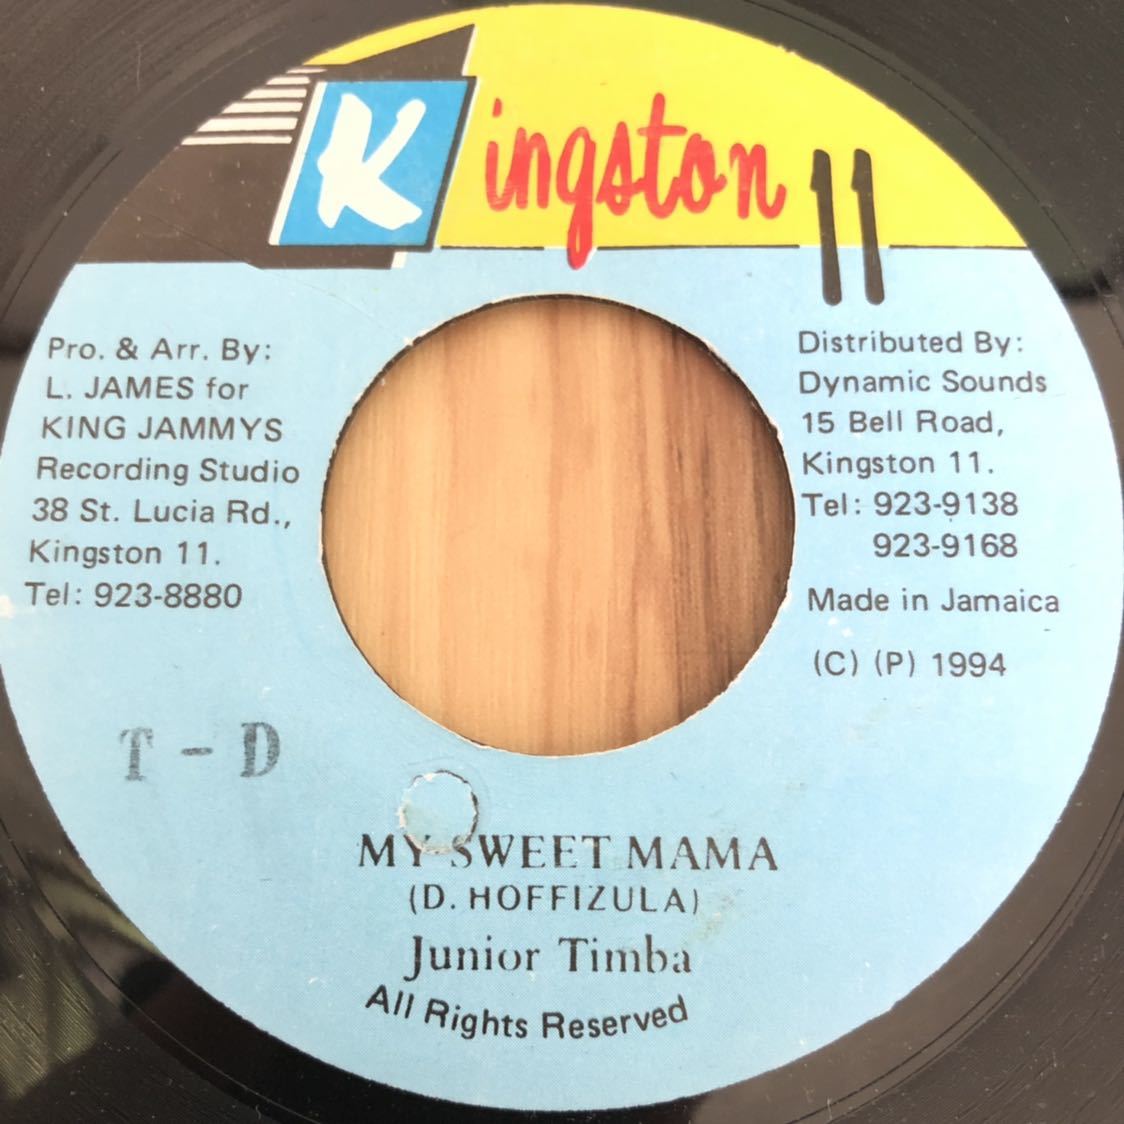 Kingston 11
Pro. & Arr. By:
L. JAMES for
KING JAMMYS
Recording Studio
38 St. Lucia Rd.,
Kingston 11.
Tel: 923-8880
Distributed By:
Dynamic Sounds
15 Bell Road,
Kingston 11.
Tel: 923-9138
923-9168
Made in Jamaica
(C) (P) 1994
T - D
MY SWEET MAMA
(D. HOFFIZULA)
Junior Timba
All Rights Reserved